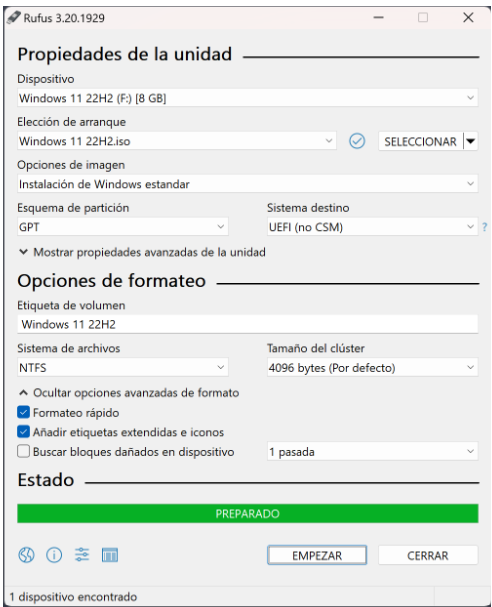 Rufus 3.20.1929
Propiedades de la unidad
Dispositivo
Windows 11 22H2 (F:) [8 GB]
Elección de arranque
Windows 11 22H2.iso
SELECCIONAR
Opciones de imagen
Instalación de Windows estandar
Esquema de partición Sistema destino
GPT UEFI (no CSM) ?
Mostrar propiedades avanzadas de la unidad
Opciones de formateo
Etiqueta de volumen
Windows 11 22H2
Sistema de archivos Tamaño del clúster
NTFS 4096 bytes (Por defecto)
Ocultar opciones avanzadas de formato
Formateo rápido
Añadir etiquetas extendidas e iconos
Buscar bloques dañados en dispositivo 1 pasada
Estado
PREPARADO
EMPEZAR CERRAR
1 dispositivo encontrado